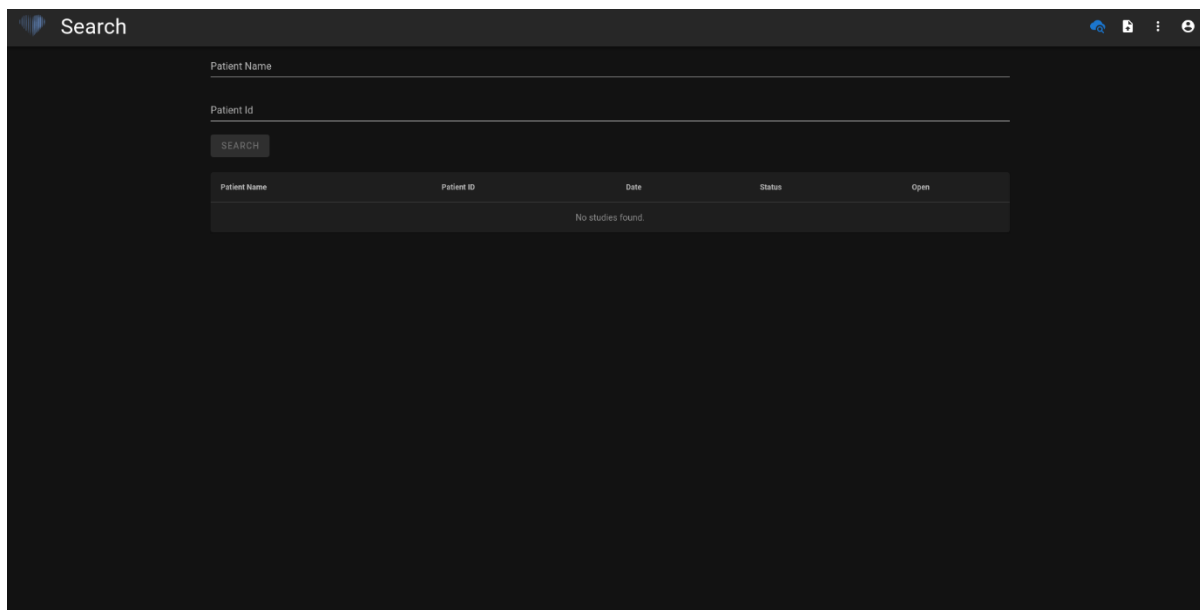 Search
Patient Name
Patient Id
SEARCH
Patient Name Patient ID Date Status Open
No studies found.